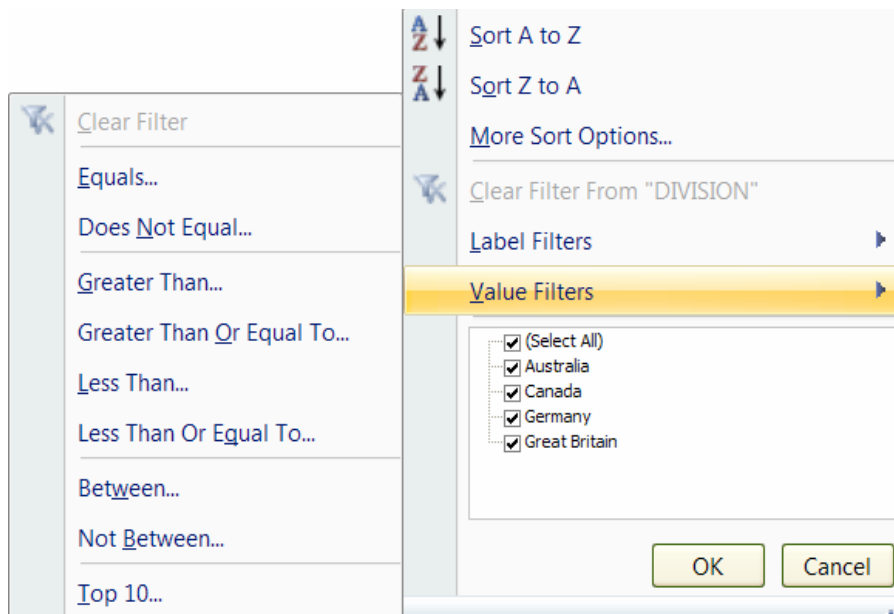 Sort A to Z
Sort Z to A
More Sort Options...
Clear Filter From "DIVISION"
Label Filters
Value Filters
(Select All)
Australia
Canada
Germany
Great Britain
OK
Cancel
Clear Filter
Equals...
Does Not Equal...
Greater Than...
Greater Than Or Equal To...
Less Than...
Less Than Or Equal To...
Between...
Not Between...
Top 10...